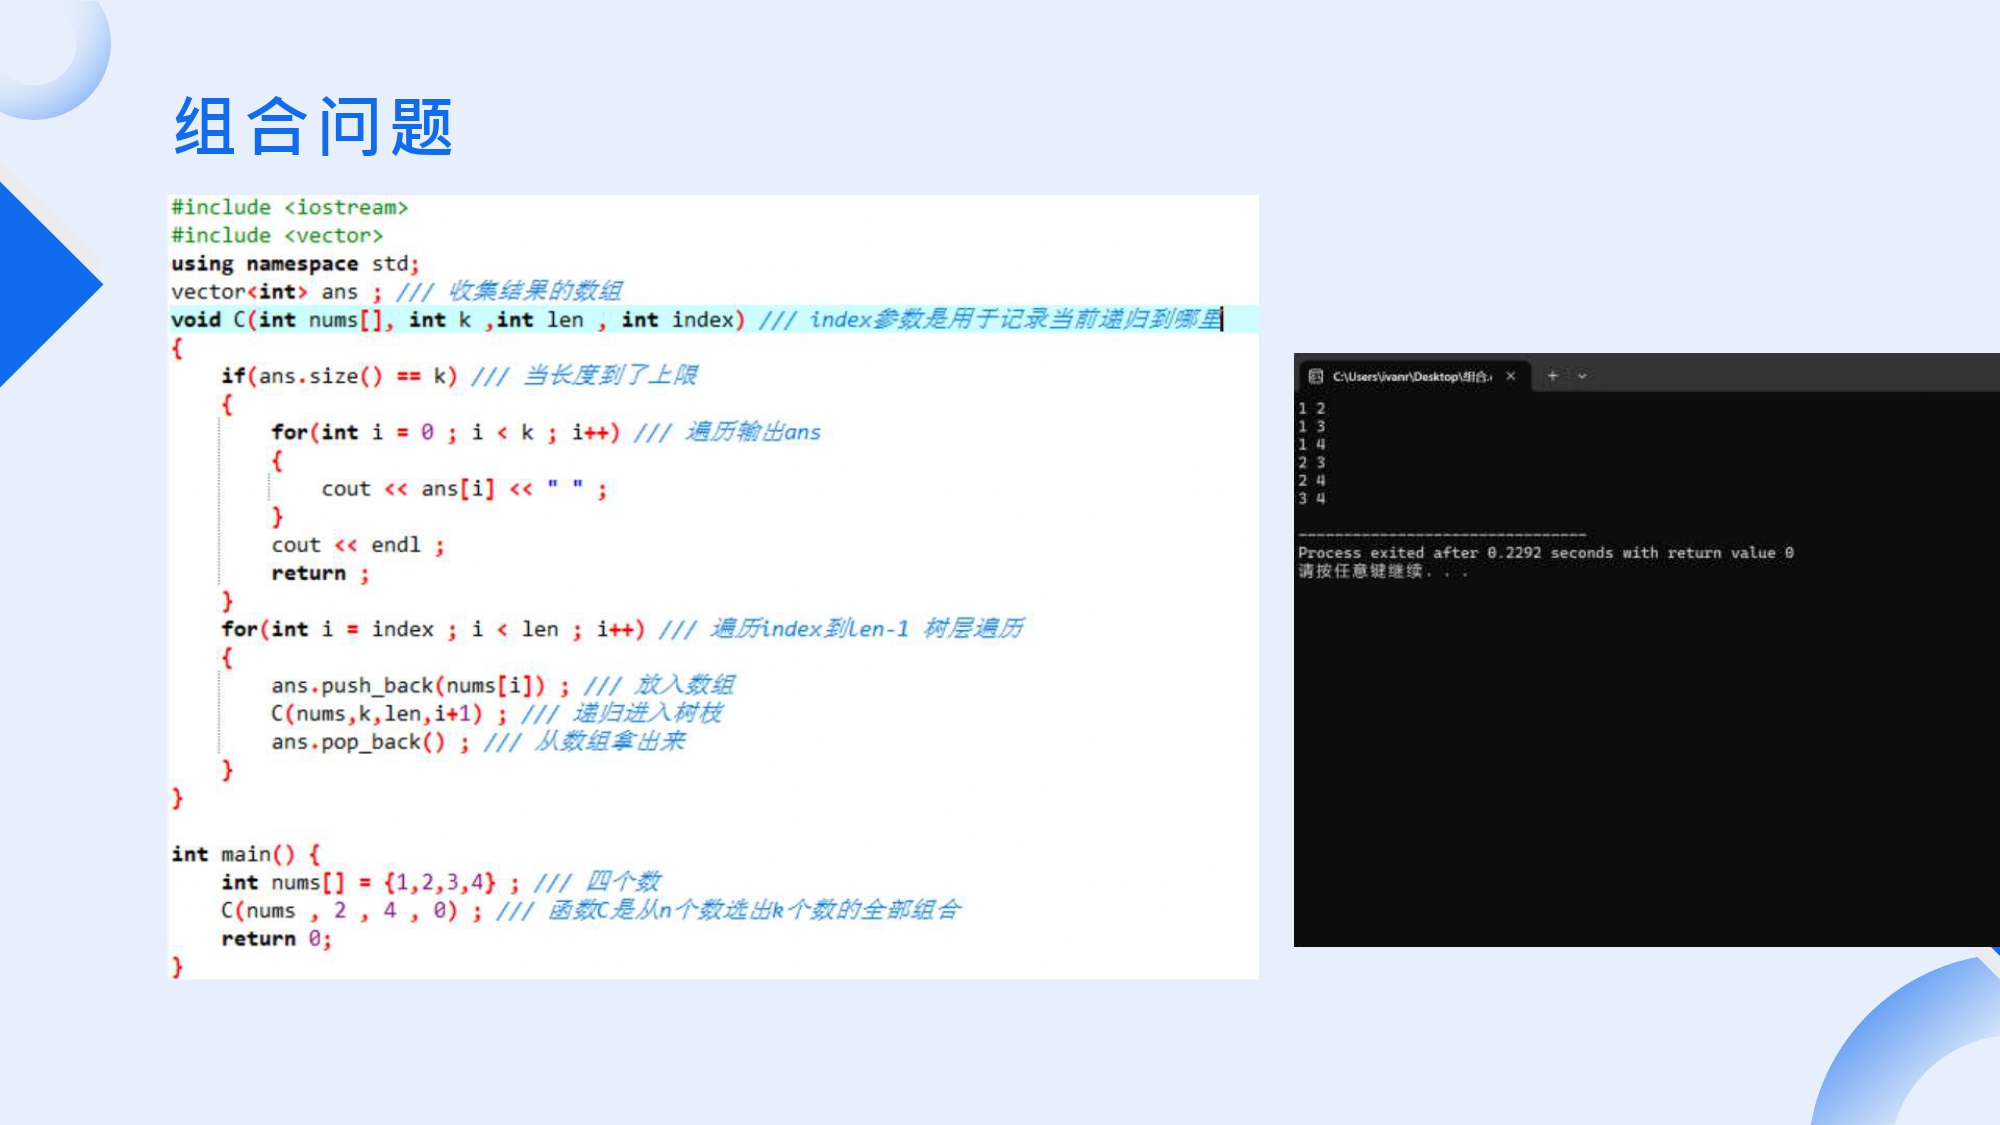 组合问题
#include <iostream>
#include <vector>
using namespace std;
vector<int> ans ; /// 收集结果的数组
void C(int nums[], int k ,int len , int index) /// index参数是用于记录当前递归到哪里
{
    if(ans.size() == k) /// 当长度到了上限
    {
        for(int i = 0 ; i < k ; i++) /// 遍历输出ans
        {
            cout << ans[i] << " " ;
        }
        cout << endl ;
        return ;
    }
    for(int i = index ; i < len ; i++) /// 遍历index到len-1 树层遍历
    {
        ans.push_back(nums[i]) ; /// 放入数组
        C(nums,k,len,i+1) ; /// 递归进入树枝
        ans.pop_back() ; /// 从数组拿出来
    }
}
int main() {
    int nums[] = {1,2,3,4} ; /// 四个数
    C(nums , 2 , 4 , 0) ; /// 函数C是从n个数选出k个数的全部组合
    return 0;
}
C:\Users\ivanr\Desktop\组合.
1 2
1 3
1 4
2 3
2 4
3 4
--------------------------------
Process exited after 0.2292 seconds with return value 0
请按任意键继续. . .